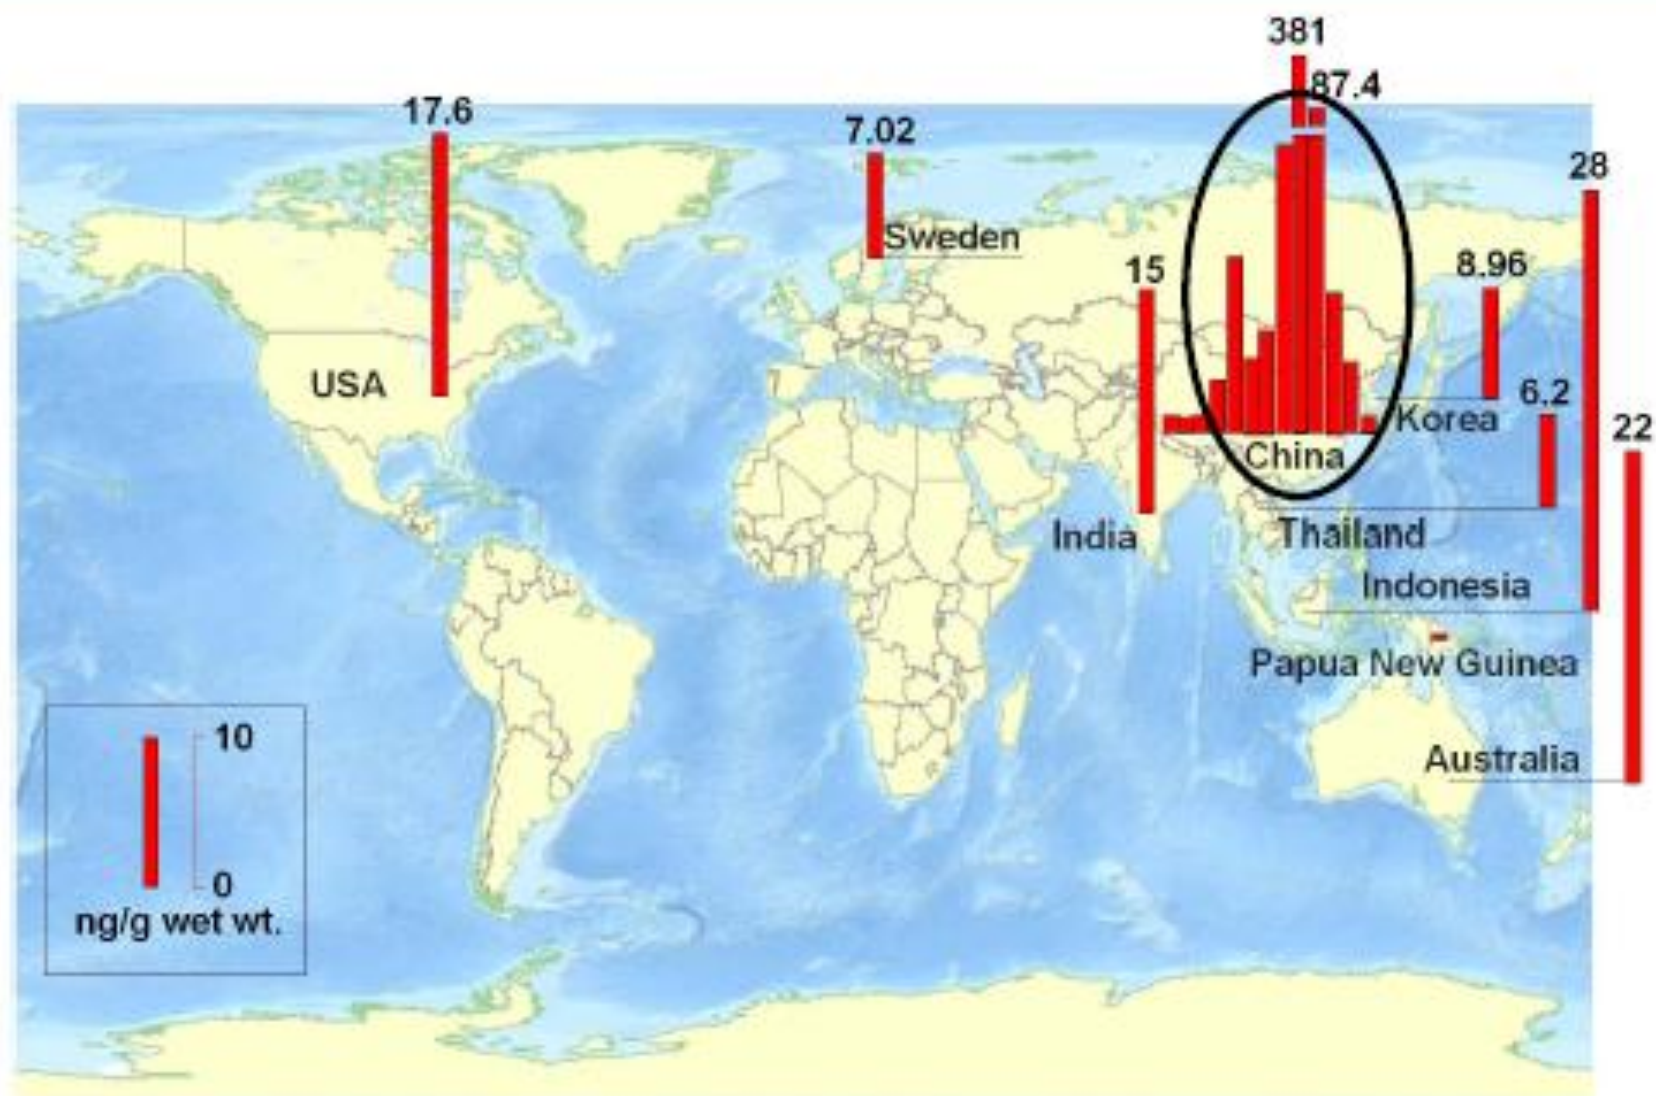 381
87.4
17.6
7.02
28
Sweden
15
8.96
USA
6.2
Korea
22
China
India
Thailand
Indonesia
Papua New Guinea
10
Australia
0
ng/g wet wt.